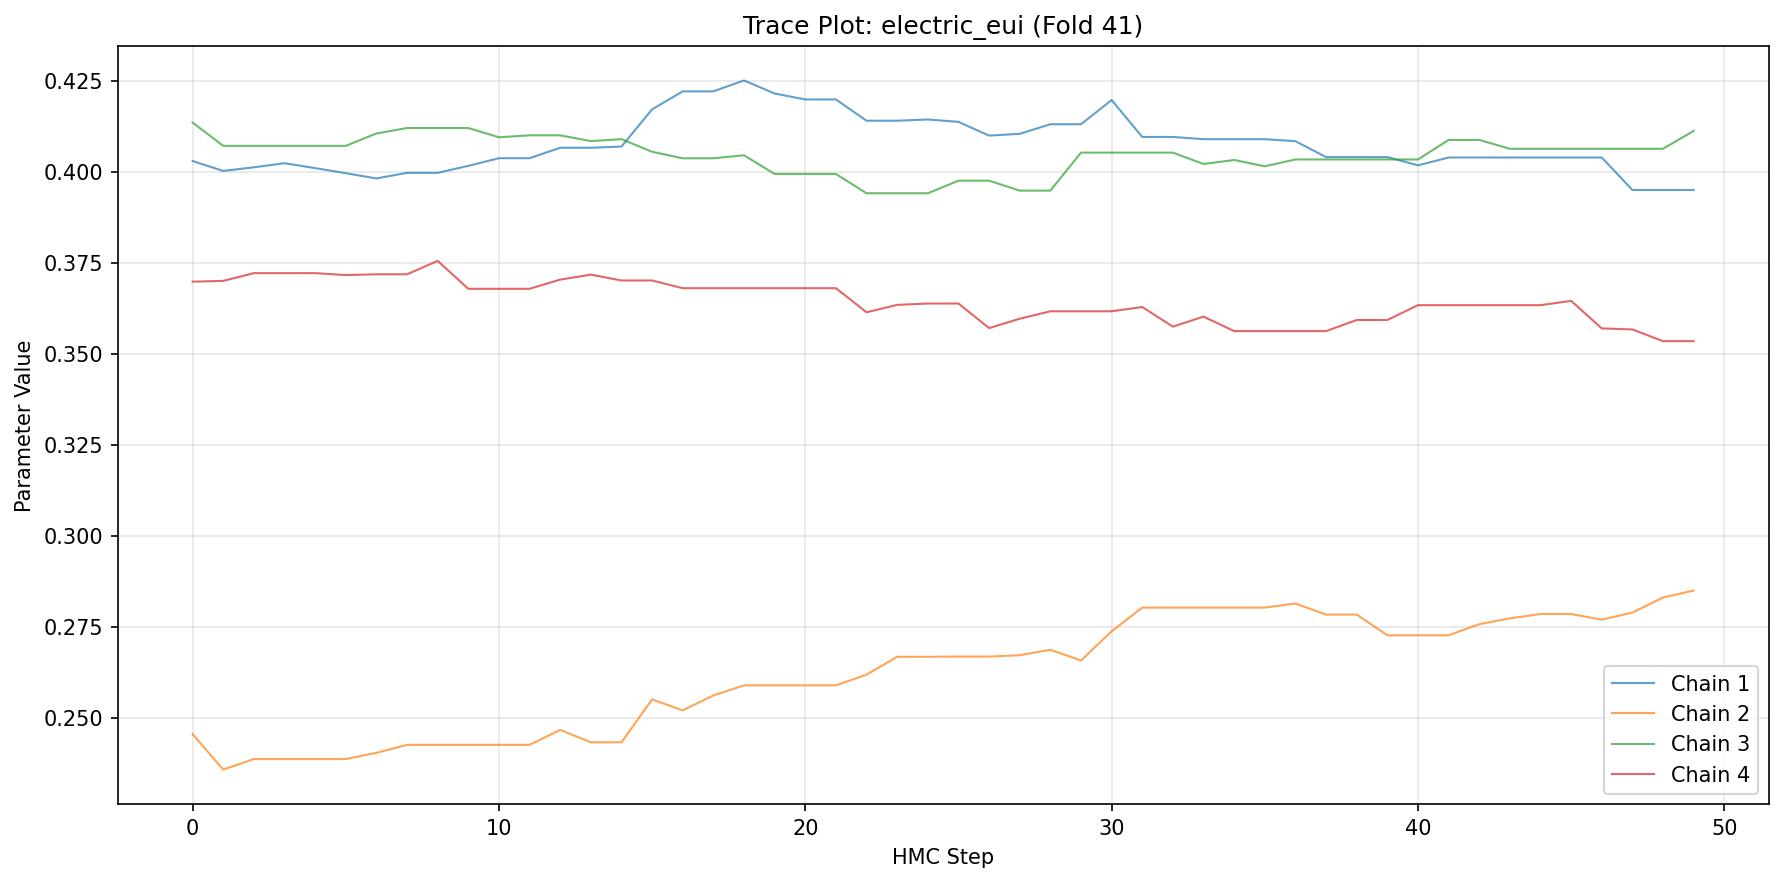 Trace Plot: electric_eui (Fold 41)
0.425
0.400
0.375
0.350
0.325
0.300
0.275
0.250
Parameter Value
Chain 1
Chain 2
Chain 3
Chain 4
0 10 20 30 40 50
HMC Step